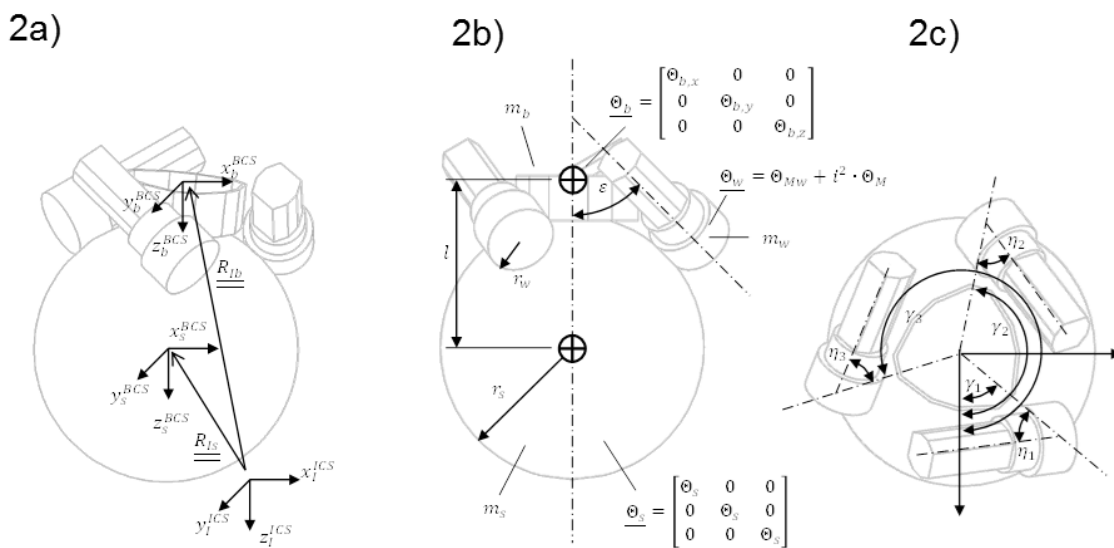 2a)
2b)
2c)
x_b^BCS
y_b^BCS
z_b^BCS
R_Ib
x_s^BCS
y_s^BCS
z_s^BCS
R_Is
x_I^ICS
y_I^ICS
z_I^ICS
m_b
Θ_b = [Θ_b,x 0 0
0 Θ_b,y 0
0 0 Θ_b,z]
ε
Θ_w = Θ_Mw + i² · Θ_M
m_w
l
r_w
r_s
m_s
Θ_s = [Θ_s 0 0
0 Θ_s 0
0 0 Θ_s]
η_2
γ_3
γ_2
η_3
γ_1
η_1